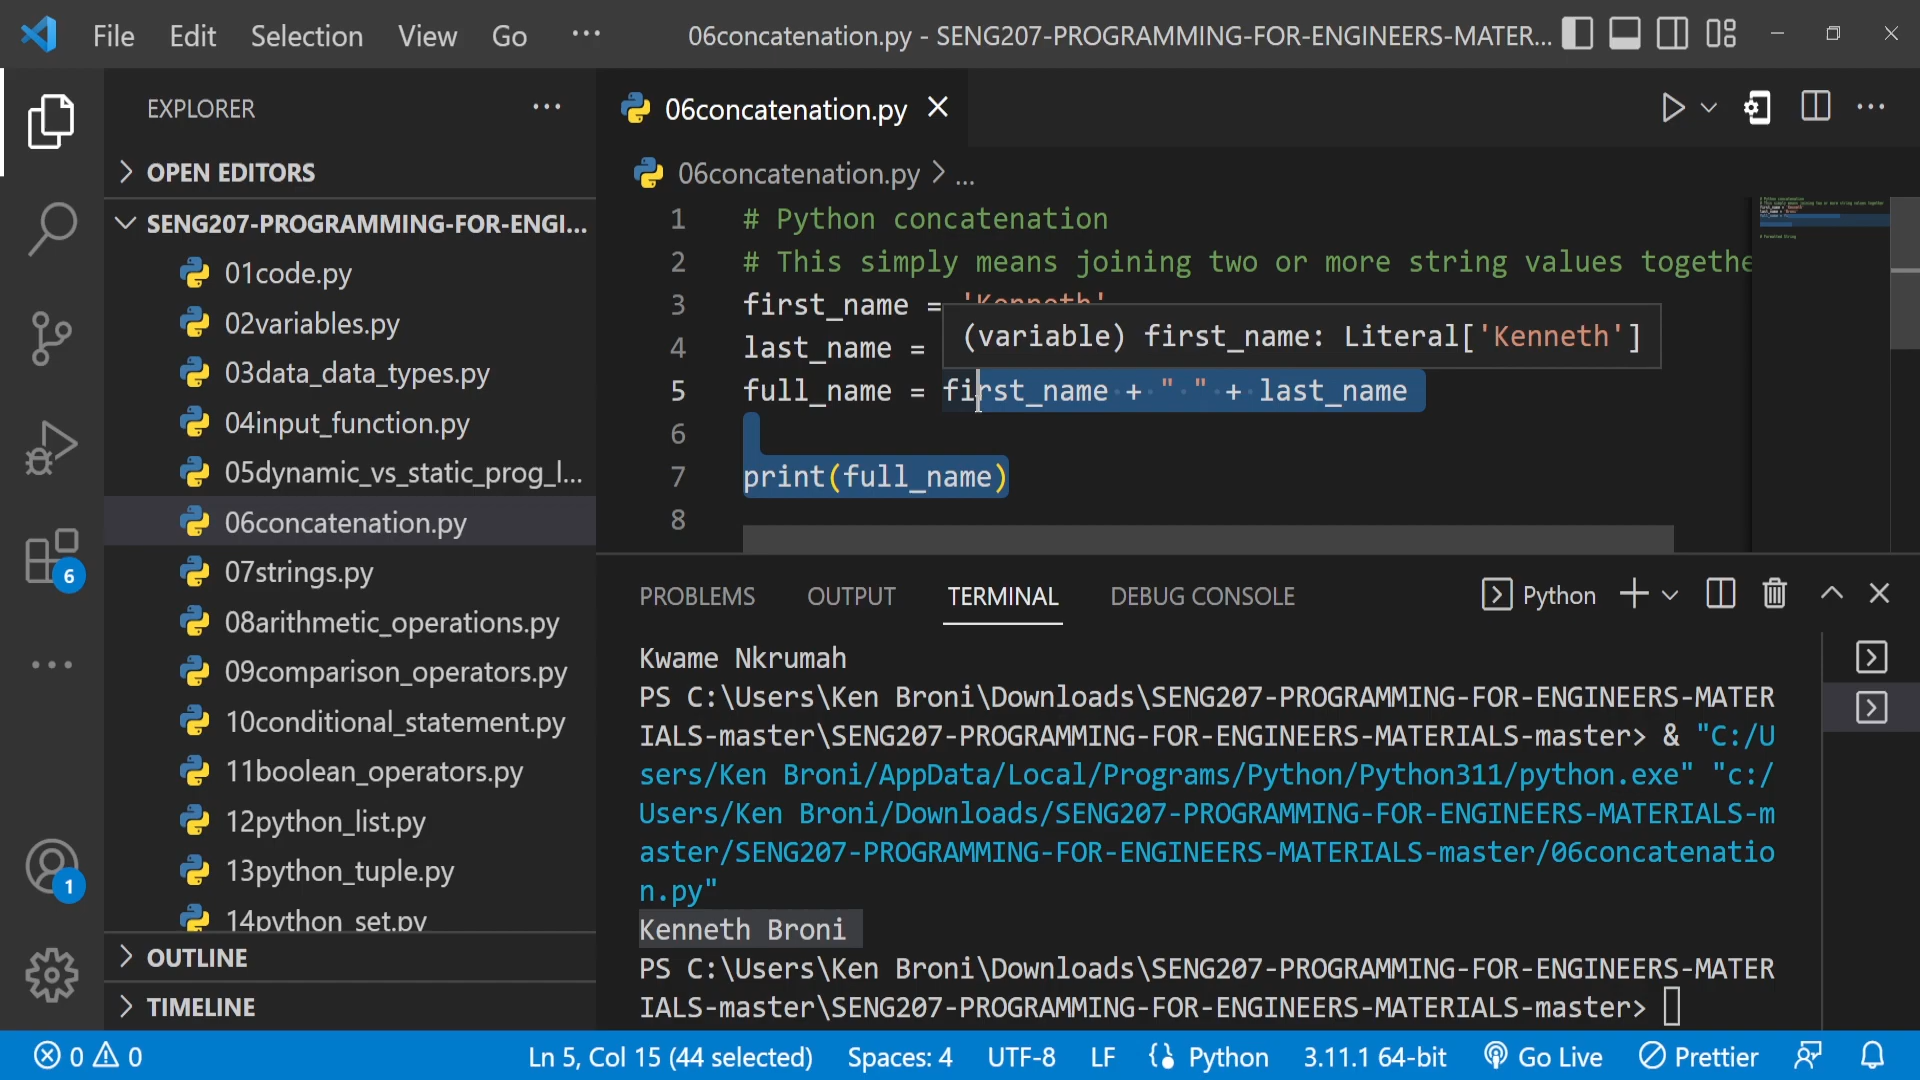 File Edit Selection View Go ...
06concatenation.py - SENG207-PROGRAMMING-FOR-ENGINEERS-MATER...
EXPLORER
OPEN EDITORS
SENG207-PROGRAMMING-FOR-ENGI...
01code.py
02variables.py
03data_data_types.py
04input_function.py
05dynamic_vs_static_prog_l...
06concatenation.py
07strings.py
08arithmetic_operations.py
09comparison_operators.py
10conditional_statement.py
11boolean_operators.py
12python_list.py
13python_tuple.py
14python_set.py
OUTLINE
TIMELINE
6
1
06concatenation.py
06concatenation.py > ...
1 # Python concatenation
2 # This simply means joining two or more string values togethe
3 first_name = 'Kenneth'
(variable) first_name: Literal['Kenneth']
4 last_name =
5 full_name = first_name + " " + last_name
6
7 print(full_name)
8
PROBLEMS OUTPUT TERMINAL DEBUG CONSOLE
Python
Kwame Nkrumah
PS C:\Users\Ken Broni\Downloads\SENG207-PROGRAMMING-FOR-ENGINEERS-MATER
IALS-master\SENG207-PROGRAMMING-FOR-ENGINEERS-MATERIALS-master> & "C:/U
sers/Ken Broni/AppData/Local/Programs/Python/Python311/python.exe" "c:/
Users/Ken Broni/Downloads/SENG207-PROGRAMMING-FOR-ENGINEERS-MATERIALS-m
aster/SENG207-PROGRAMMING-FOR-ENGINEERS-MATERIALS-master/06concatenatio
n.py"
Kenneth Broni
PS C:\Users\Ken Broni\Downloads\SENG207-PROGRAMMING-FOR-ENGINEERS-MATER
IALS-master\SENG207-PROGRAMMING-FOR-ENGINEERS-MATERIALS-master>
0 0 Ln 5, Col 15 (44 selected) Spaces: 4 UTF-8 LF Python 3.11.1 64-bit Go Live Prettier